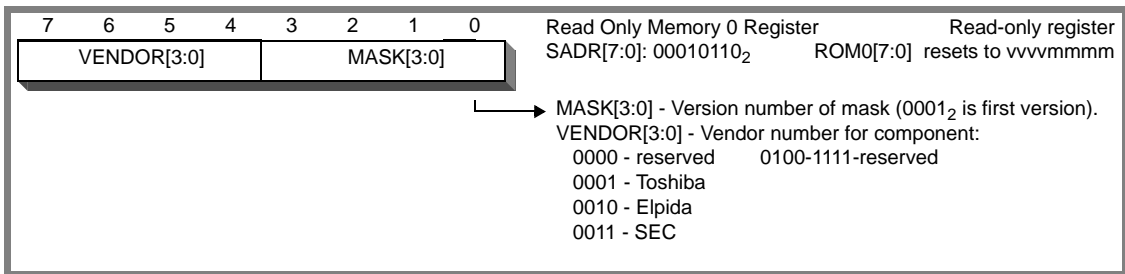 7 6 5 4 3 2 1 0
VENDOR[3:0] MASK[3:0]
Read Only Memory 0 Register Read-only register
SADR[7:0]: 00010110₂ ROM0[7:0] resets to vvvvmmmm
MASK[3:0] - Version number of mask (0001₂ is first version).
VENDOR[3:0] - Vendor number for component:
0000 - reserved 0100-1111-reserved
0001 - Toshiba
0010 - Elpida
0011 - SEC